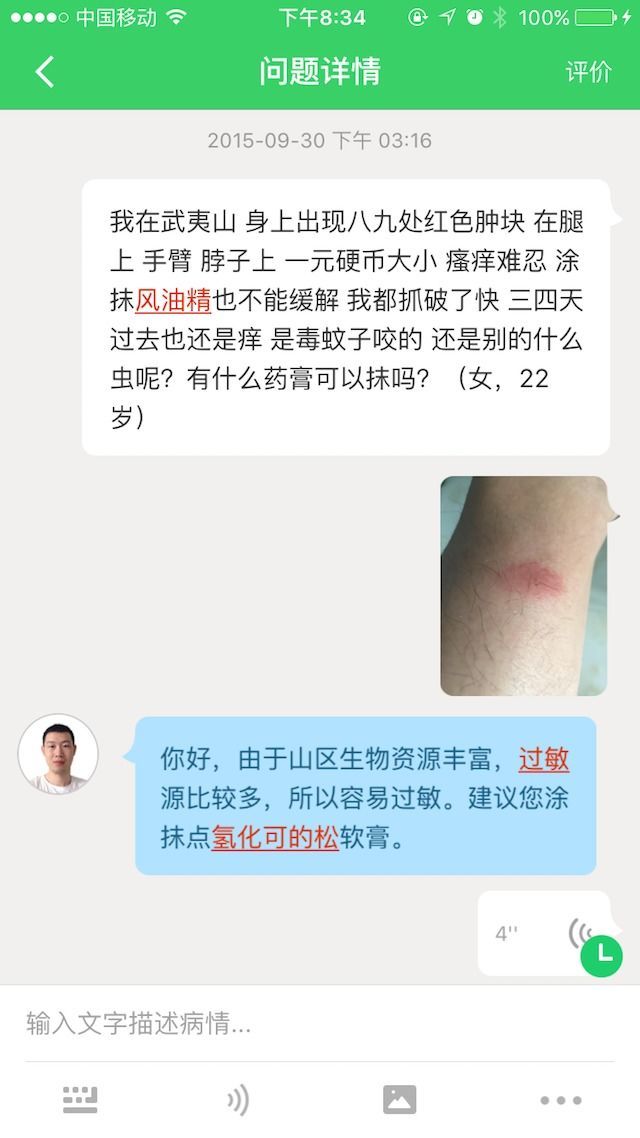 中国移动 下午8:34 100%
问题详情 评价
2015-09-30 下午 03:16
我在武夷山 身上出现八九处红色肿块 在腿
上 手臂 脖子上 一元硬币大小 瘙痒难忍 涂
抹风油精也不能缓解 我都抓破了快 三四天
过去也还是痒 是毒蚊子咬的 还是别的什么
虫呢？有什么药膏可以抹吗？（女，22
岁）
你好，由于山区生物资源丰富，过敏
源比较多，所以容易过敏。建议您涂
抹点氢化可的松软膏。
4''
输入文字描述病情...